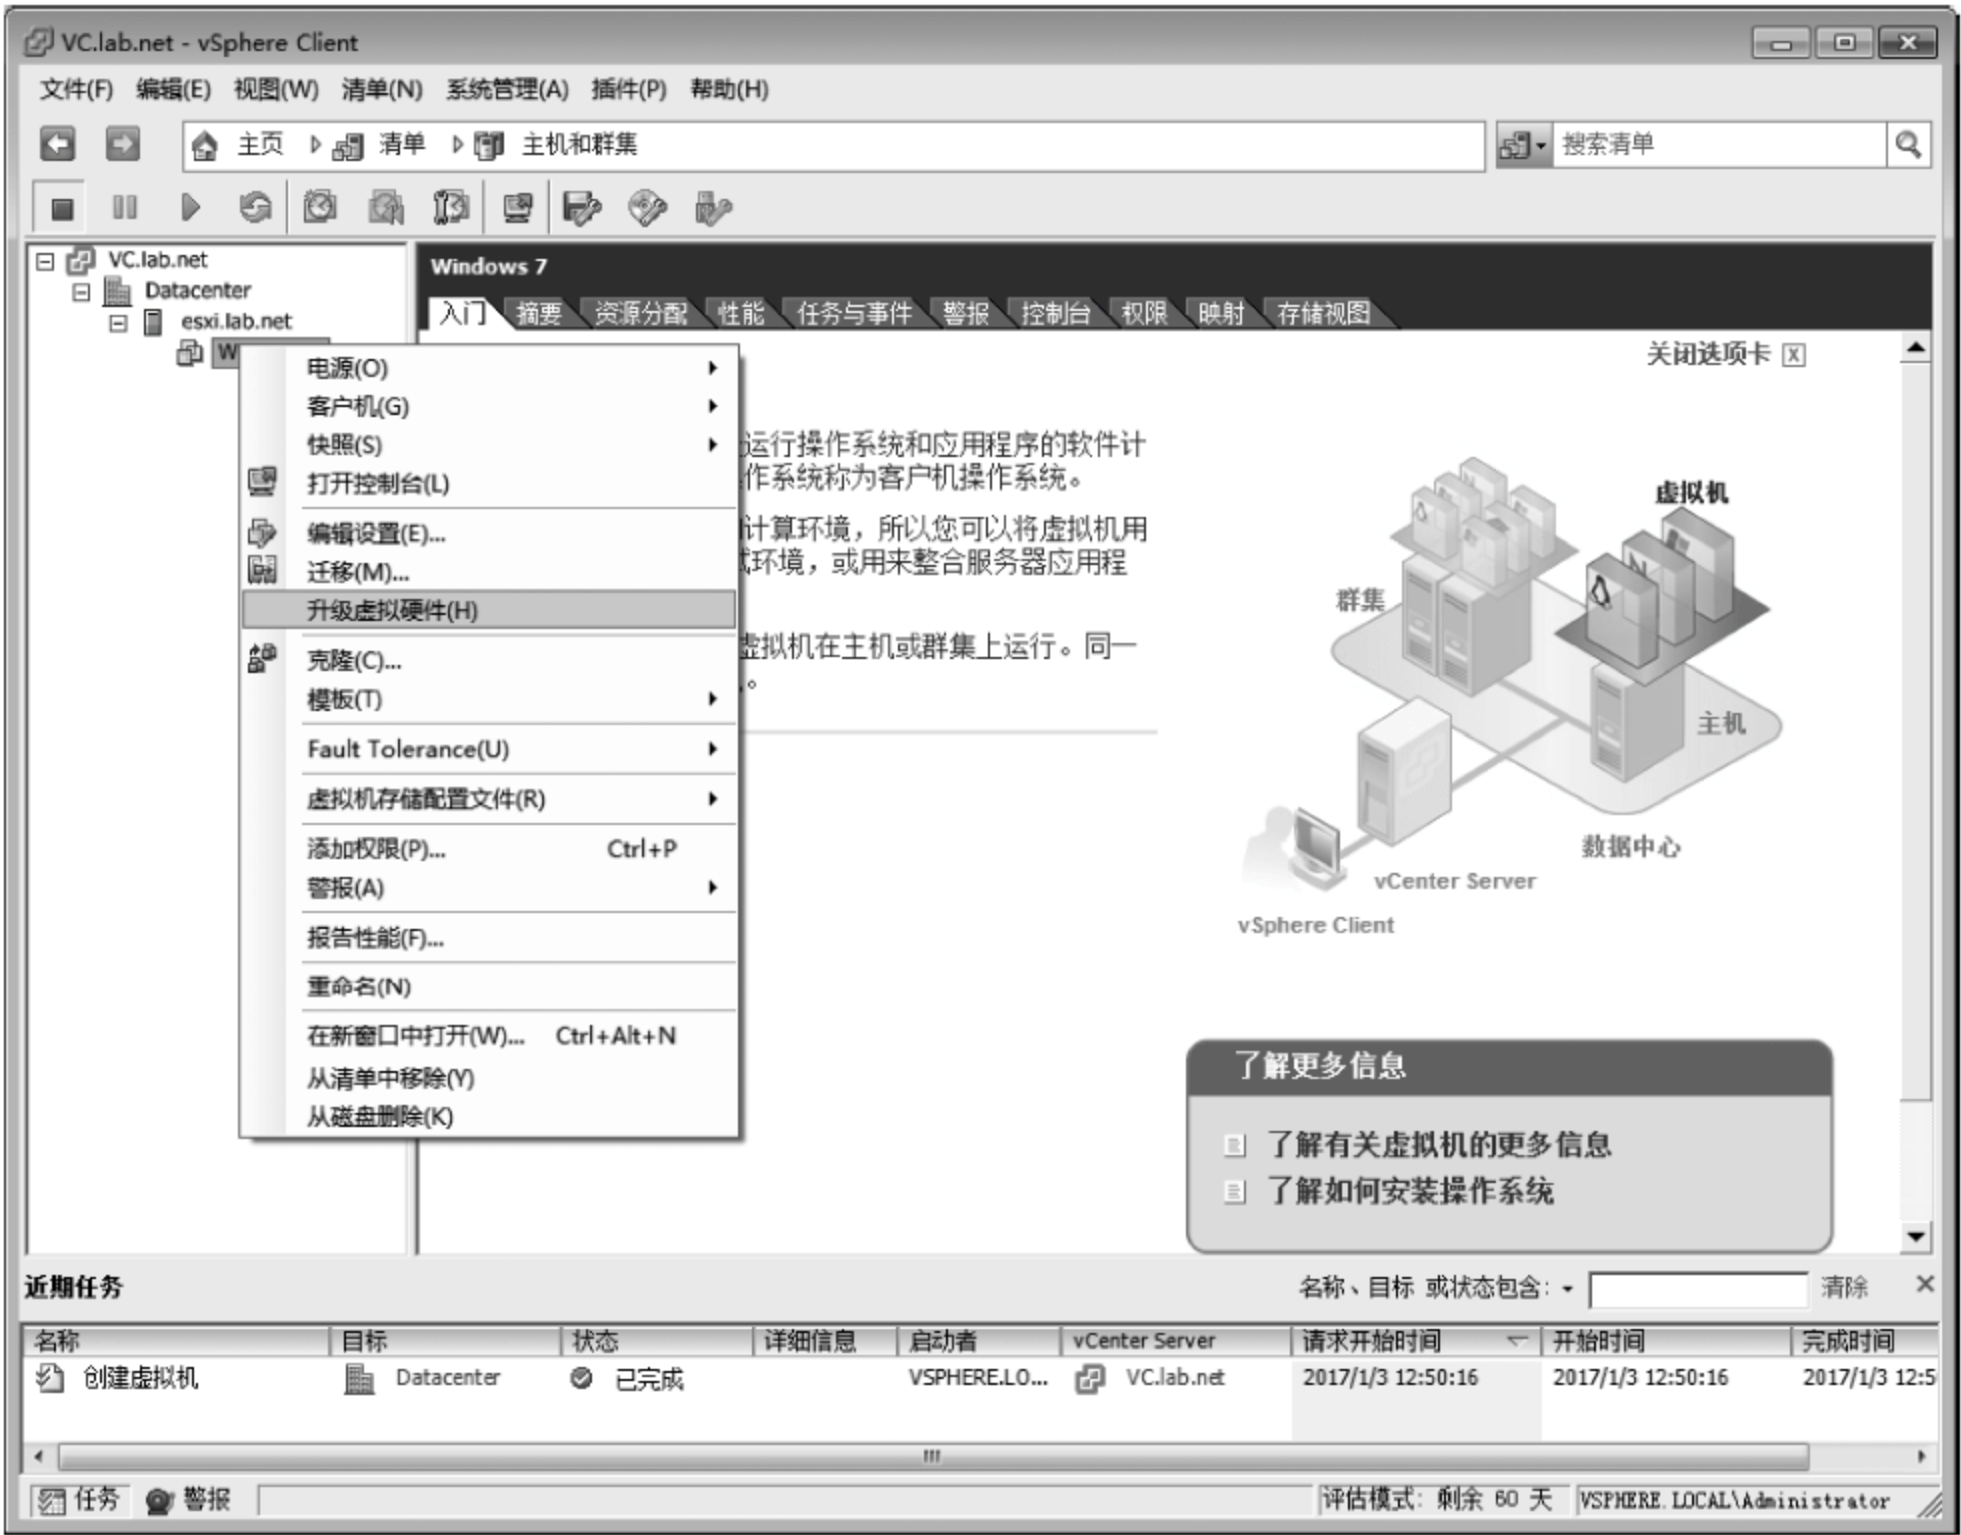 VC.lab.net - vSphere Client
文件(F) 编辑(E) 视图(W) 清单(N) 系统管理(A) 插件(P) 帮助(H)
主页 清单 主机和群集 搜索清单
VC.lab.net
Datacenter
esxi.lab.net
W
Windows 7
入门 摘要 资源分配 性能 任务与事件 警报 控制台 权限 映射 存储视图
关闭选项卡
电源(O)
客户机(G)
快照(S)
打开控制台(L)
编辑设置(E)...
迁移(M)...
升级虚拟硬件(H)
克隆(C)...
模板(T)
Fault Tolerance(U)
虚拟机存储配置文件(R)
添加权限(P)... Ctrl+P
警报(A)
报告性能(F)...
重命名(N)
在新窗口中打开(W)... Ctrl+Alt+N
从清单中移除(Y)
从磁盘删除(K)
运行操作系统和应用程序的软件计
作系统称为客户机操作系统。
计算环境，所以您可以将虚拟机用
环境，或用来整合服务器应用程
虚拟机在主机或群集上运行。同一
。
虚拟机
群集
主机
数据中心
vCenter Server
vSphere Client
了解更多信息
了解有关虚拟机的更多信息
了解如何安装操作系统
近期任务 名称、目标 或状态包含: 清除
名称 目标 状态 详细信息 启动者 vCenter Server 请求开始时间 开始时间 完成时间
创建虚拟机 Datacenter 已完成 VSPHERE.LO... VC.lab.net 2017/1/3 12:50:16 2017/1/3 12:50:16 2017/1/3 12:5
任务 警报 评估模式: 剩余 60 天 VSPHERE.LOCAL\Administrator